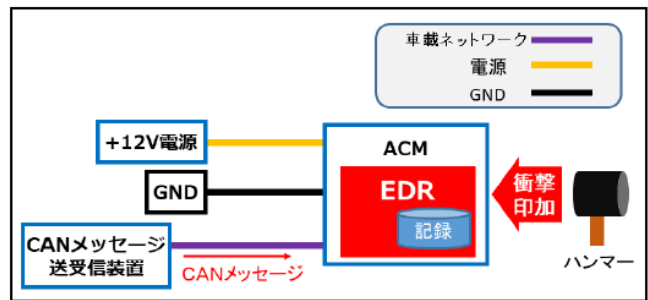 車載ネットワーク
電源
GND
+12V電源
ACM
GND
EDR
衝撃
印加
記録
CANメッセージ
送受信装置
CANメッセージ
ハンマー